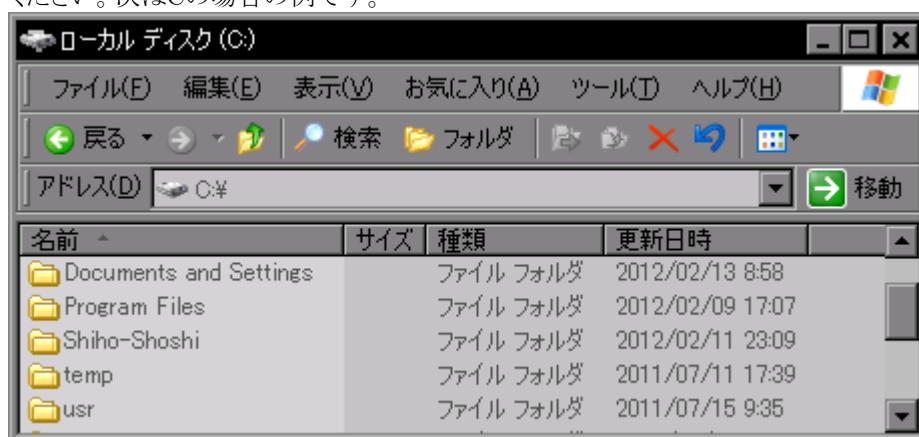 ください。次はCの場合の例です。
ローカル ディスク (C:)
ファイル(F) 編集(E) 表示(V) お気に入り(A) ツール(T) ヘルプ(H)
戻る 検索 フォルダ
アドレス(D) C:¥ 移動
名前 サイズ 種類 更新日時
Documents and Settings ファイル フォルダ 2012/02/13 8:58
Program Files ファイル フォルダ 2012/02/09 17:07
Shiho-Shoshi ファイル フォルダ 2012/02/11 23:09
temp ファイル フォルダ 2011/07/11 17:39
usr ファイル フォルダ 2011/07/15 9:35